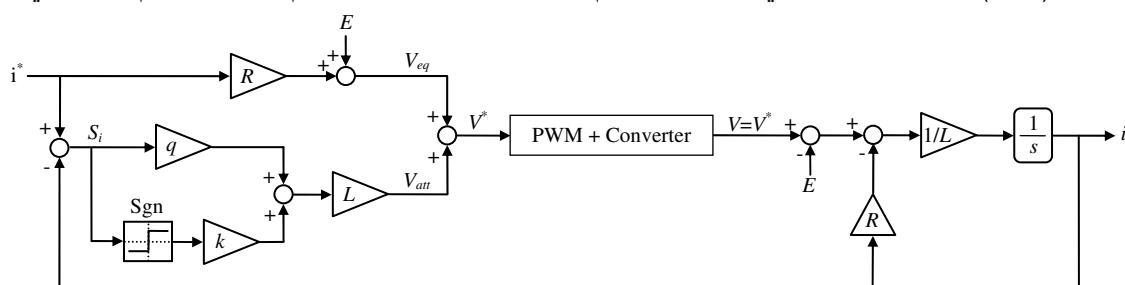 E
+
+
i*
R
V_eq
+
S_i
q
+
V*
PWM + Converter
V=V*
+
+
1/L
1
s
i
-
+
-
-
+
E
Sgn
+
L
V_att
R
k